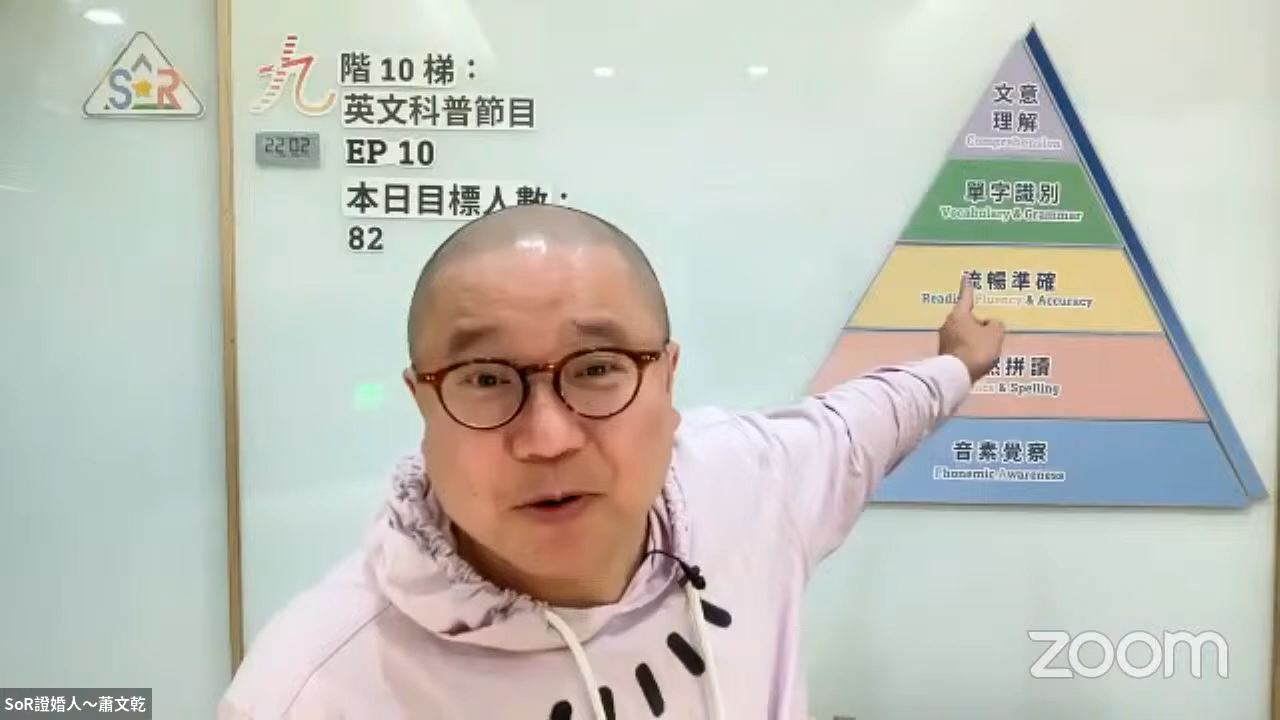 SR
九階 10 梯：
英文科普節目
22:02
EP 10
本日目標人數：
82
文意
理解
Comprehension
單字識別
Vocabulary & Grammar
流暢準確
Reading Fluency & Accuracy
然拼讀
& Spelling
音素覺察
Phonemic Awareness
zoom
SoR證婚人～蕭文乾